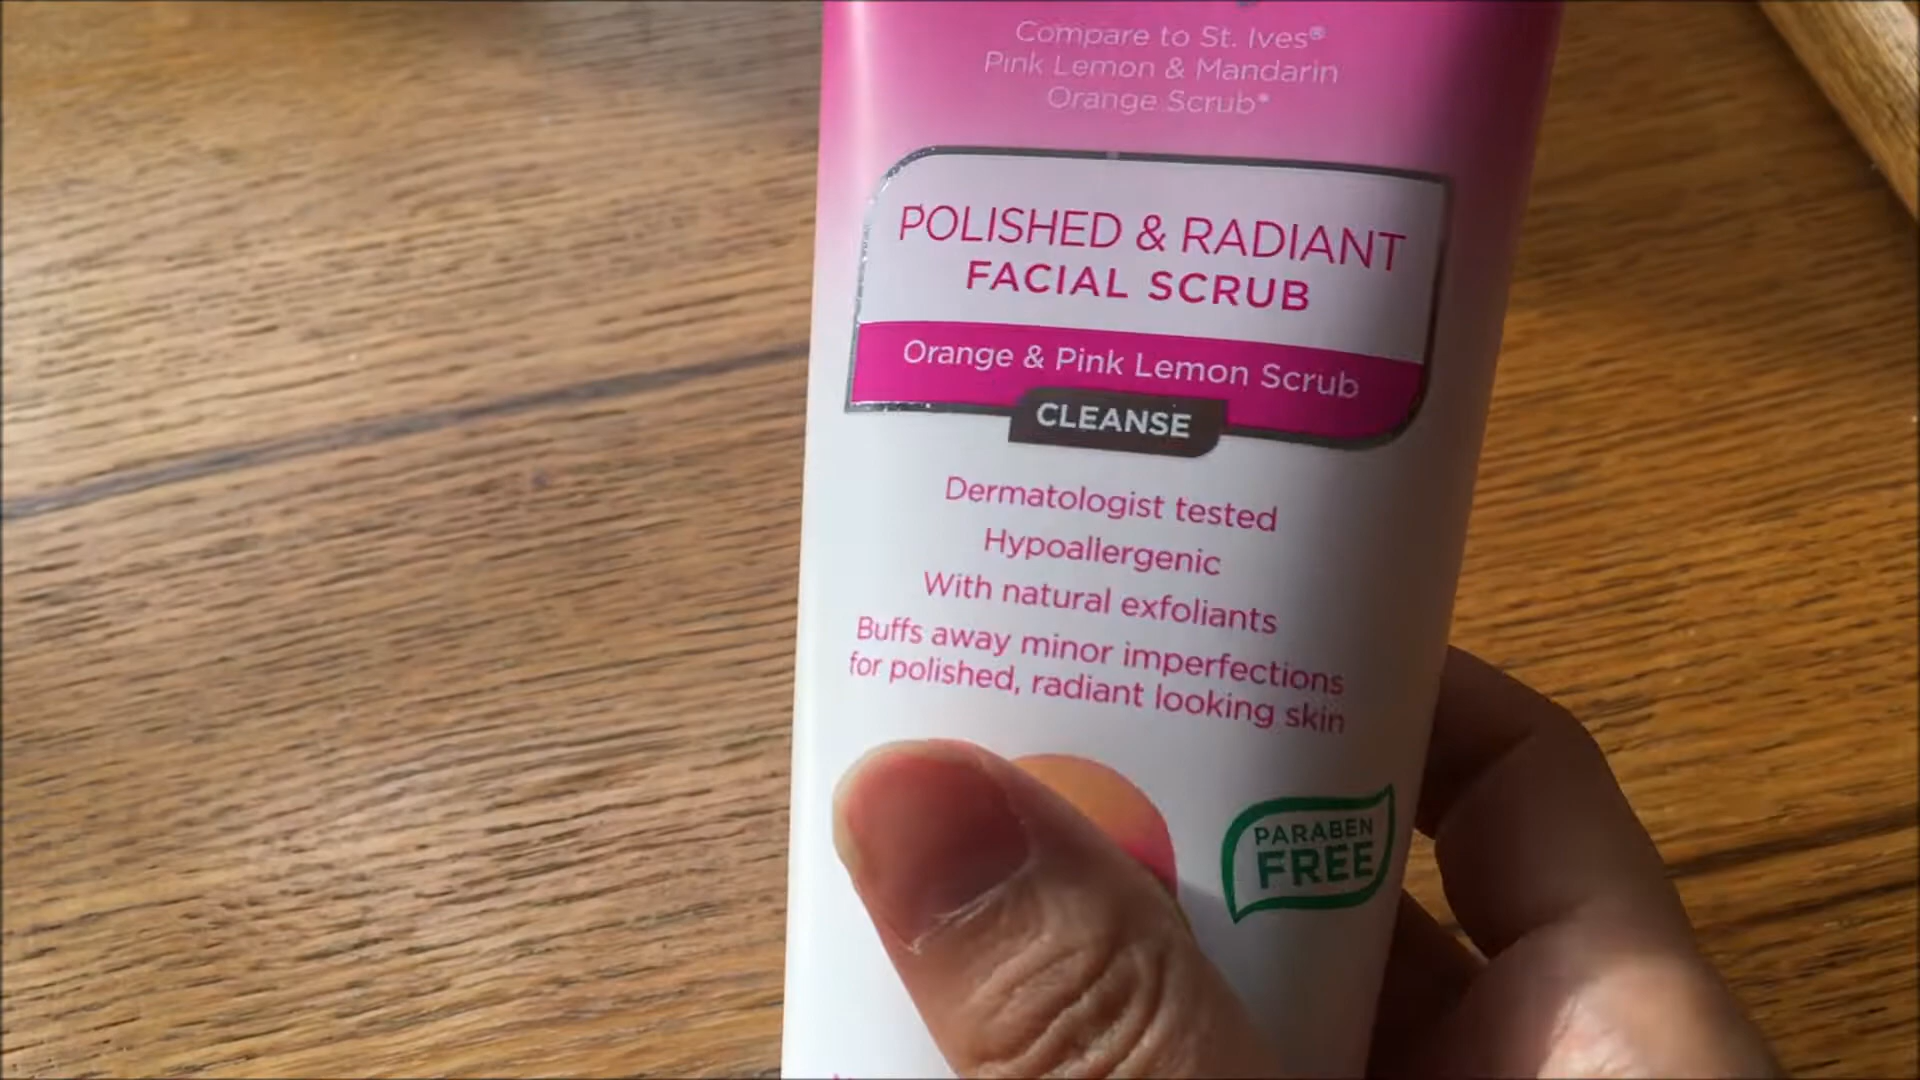 Compare to St. Ives®
Pink Lemon & Mandarin
Orange Scrub*
POLISHED & RADIANT
FACIAL SCRUB
Orange & Pink Lemon Scrub
CLEANSE
Dermatologist tested
Hypoallergenic
With natural exfoliants
Buffs away minor imperfections
for polished, radiant looking skin
PARABEN
FREE